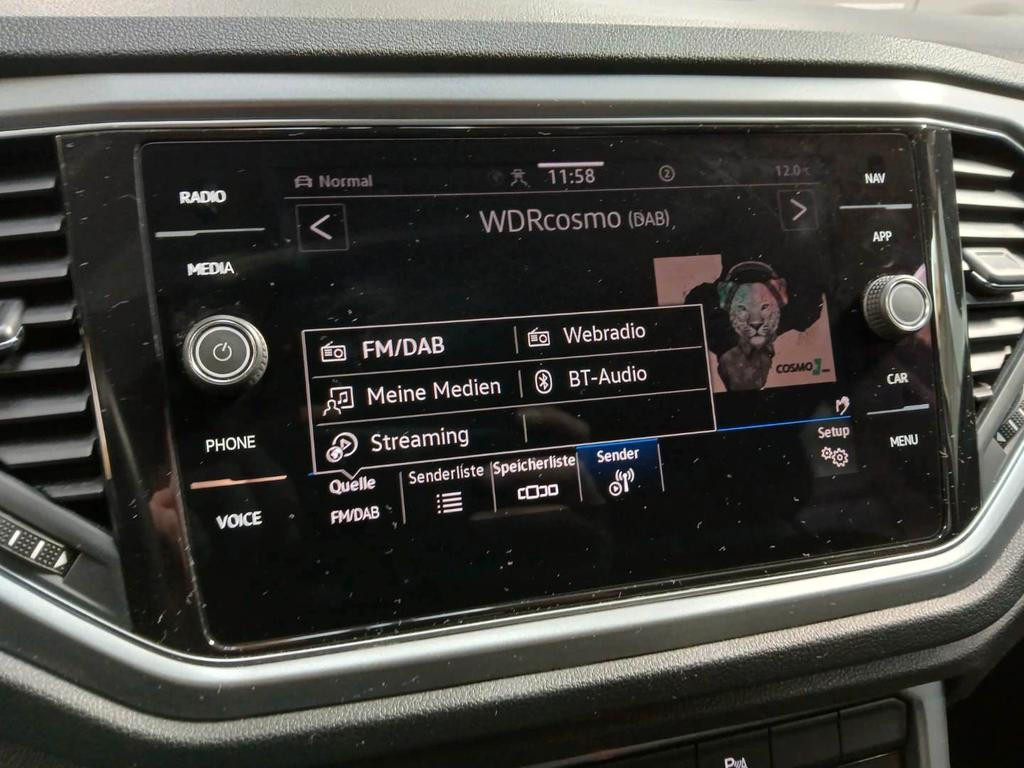 RADIO
MEDIA
PHONE
VOICE
Normal
11:58
2
12.0
WDRcosmo (DAB)
COSMO
FM/DAB
Webradio
Meine Medien
BT-Audio
Streaming
Quelle
FM/DAB
Senderliste
Speicherliste
Sender
Setup
NAV
APP
CAR
MENU